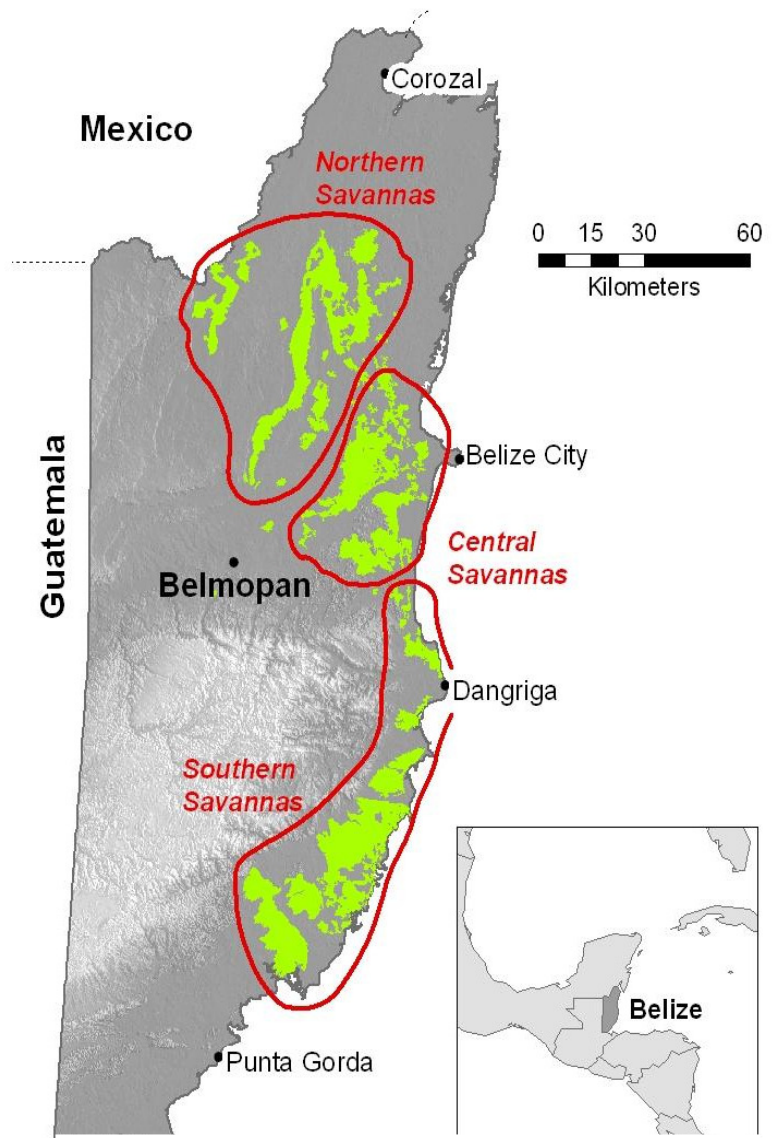 Corozal
Mexico
Northern
Savannas
0 15 30 60
Kilometers
Guatemala
Belize City
Central
Savannas
Belmopan
Dangriga
Southern
Savannas
Belize
Punta Gorda